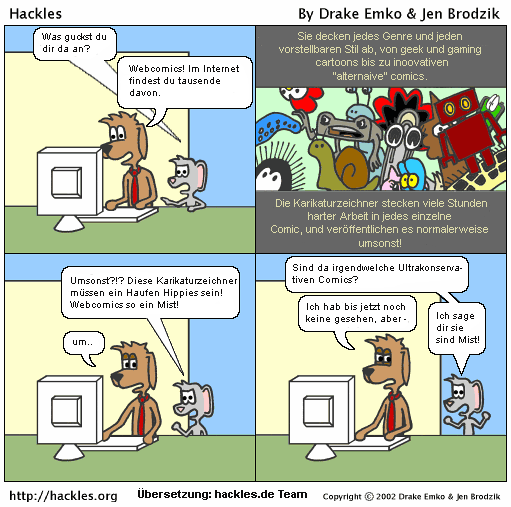 Hackles
By Drake Emko & Jen Brodzik
Was guckst du
dir da an?
Webcomics! Im Internet
findest du tausende
davon.
Sie decken jedes Genre und jeden
vorstellbaren Stil ab, von geek und gaming
cartoons bis zu inoovativen
"alternaive" comics.
Die Karikaturzeichner stecken viele Stunden
harter Arbeit in jedes einzelne
Comic, und veröffentlichen es normalerweise
umsonst!
Umsonst?!? Diese Karikaturzeichner
müssen ein Haufen Hippies sein!
Webcomics so ein Mist!
um..
Sind da irgendwelche Ultrakonserva-
tiven Comics?
Ich hab bis jetzt noch
keine gesehen, aber -
Ich sage
dir sie
sind Mist!
http://hackles.org
Übersetzung: hackles.de Team
Copyright © 2002 Drake Emko & Jen Brodzik